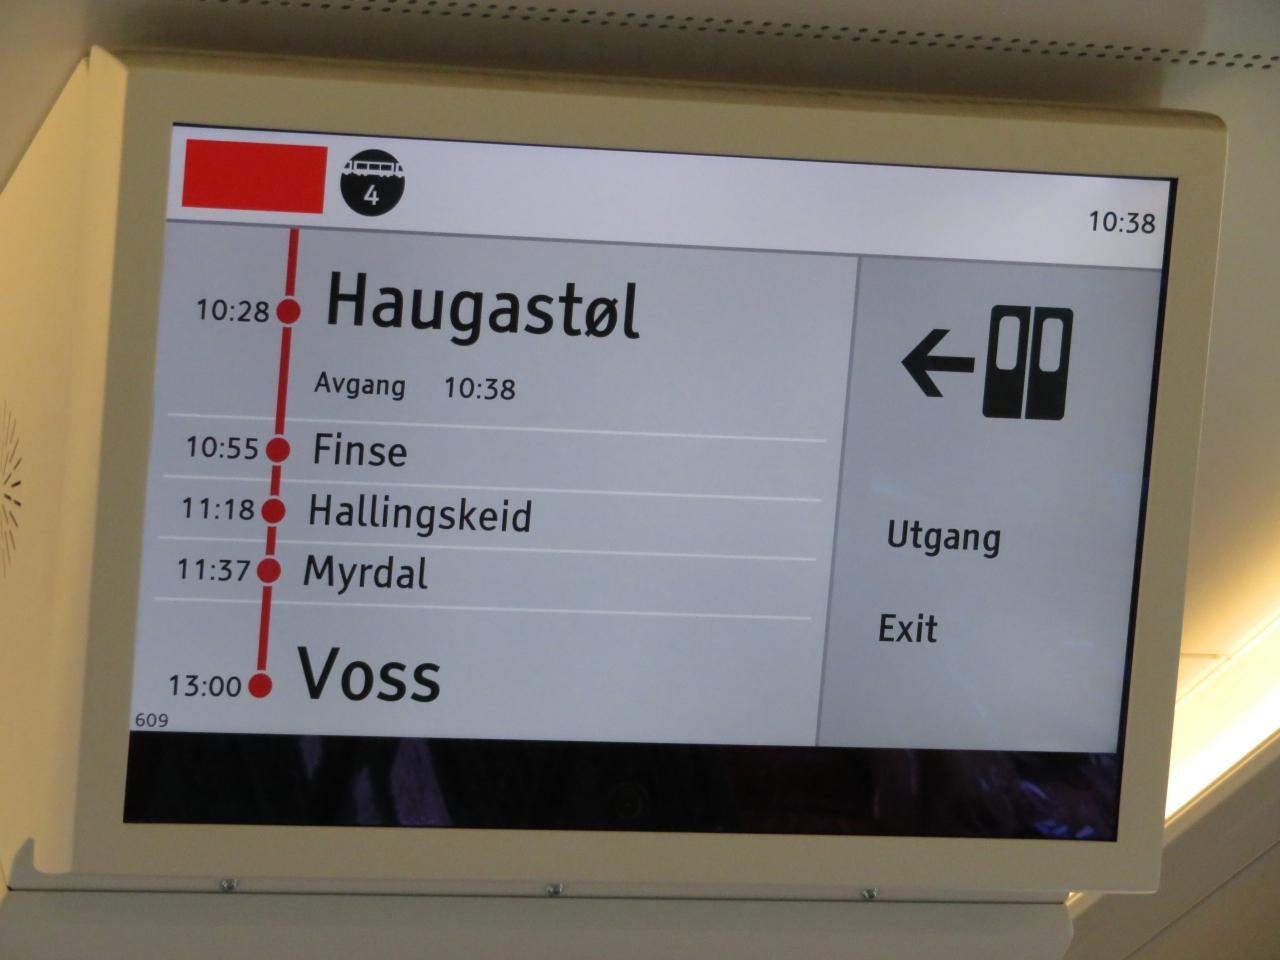 4
10:38
10:28 Haugastøl
Avgang 10:38
10:55 Finse
11:18 Hallingskeid
11:37 Myrdal
13:00 Voss
609
Utgang
Exit